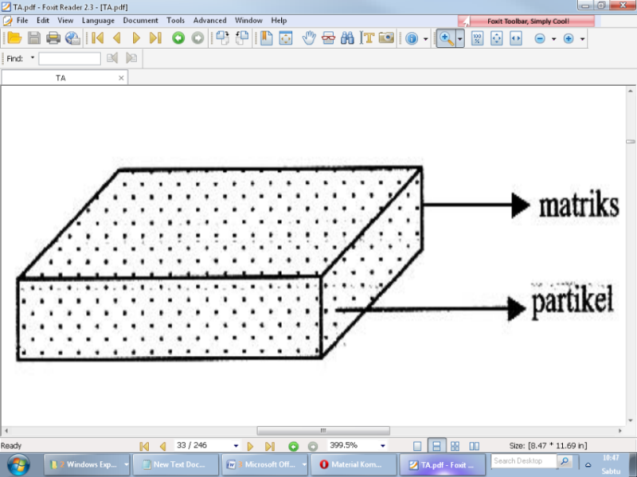 TA.pdf - Foxit Reader 2.3 - [TA.pdf]
File Edit View Language Document Tools Advanced Window Help
Foxit Toolbar, Simply Cool!
Find:
TA
matriks
partikel
Ready
33 / 246
399.5%
Size: [8.47 * 11.69 in]
Windows Exp...
New Text Doc...
Microsoft Off...
Material Kom...
TA.pdf - Foxit ...
Search Desktop
10:47
Sabtu